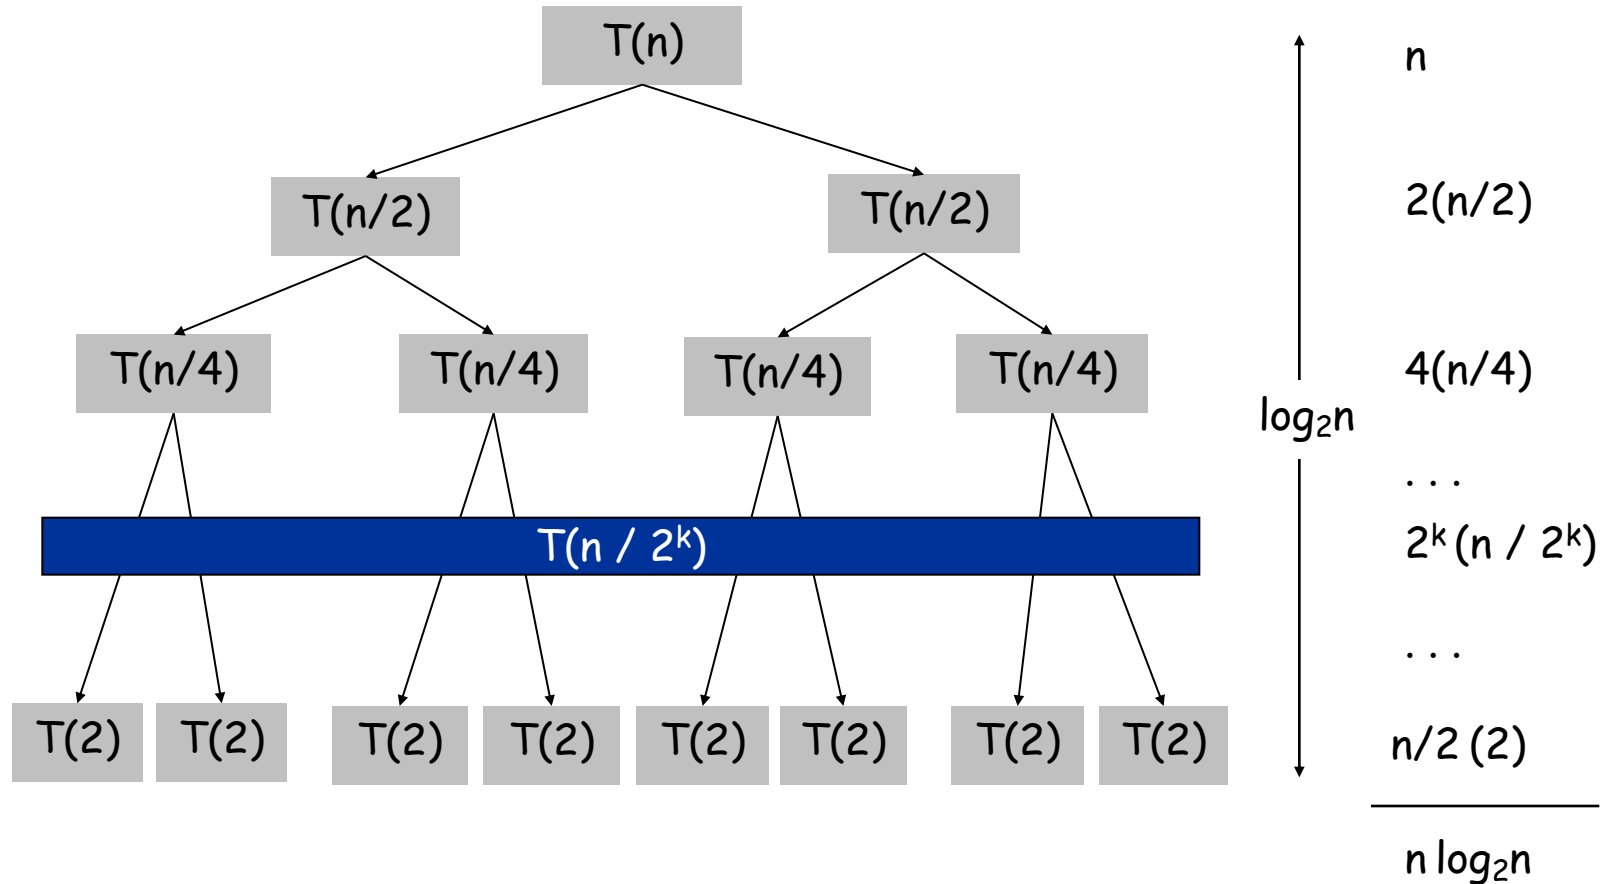 T(n) n
T(n/2) T(n/2) 2(n/2)
T(n/4) T(n/4) T(n/4) T(n/4) 4(n/4)
log₂n
. . .
T(n / 2ᵏ) 2ᵏ (n / 2ᵏ)
. . .
T(2) T(2) T(2) T(2) T(2) T(2) T(2) T(2) n/2 (2)
n log₂n